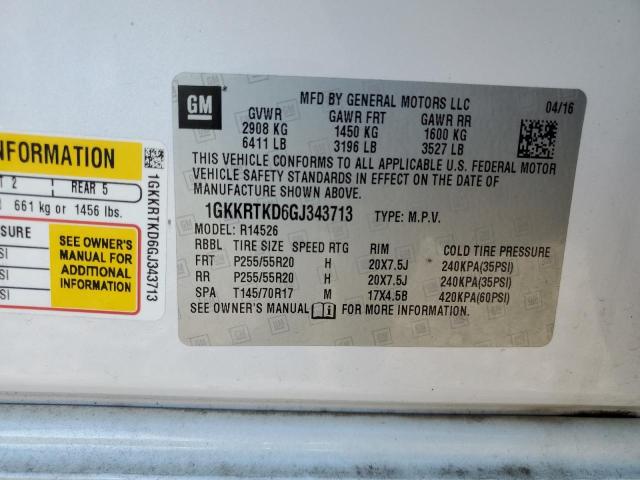 GM
MFD BY GENERAL MOTORS LLC 04/16
GVWR GAWR FRT GAWR RR
2908 KG 1450 KG 1600 KG
6411 LB 3196 LB 3527 LB
THIS VEHICLE CONFORMS TO ALL APPLICABLE U.S. FEDERAL MOTOR
VEHICLE SAFETY STANDARDS IN EFFECT ON THE DATE OF
MANUFACTURE SHOWN ABOVE.
1GKKRTKD6GJ343713 TYPE: M.P.V.
MODEL: R14526
RBBL TIRE SIZE SPEED RTG RIM COLD TIRE PRESSURE
FRT P255/55R20 H 20X7.5J 240KPA(35PSI)
RR P255/55R20 H 20X7.5J 240KPA(35PSI)
SPA T145/70R17 M 17X4.5B 420KPA(60PSI)
SEE OWNER'S MANUAL FOR MORE INFORMATION
NFORMATION
2 REAR 5
661 kg or 1456 lbs.
SEE OWNER'S
MANUAL FOR
ADDITIONAL
INFORMATION
1GKKRTKD6GJ343713